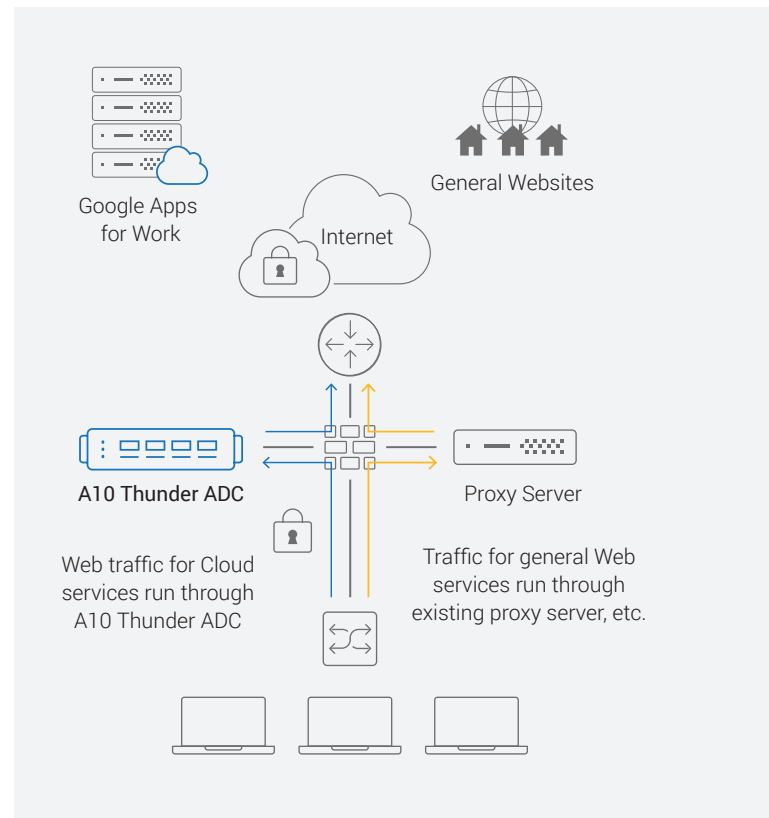 Google Apps
for Work
General Websites
Internet
A10 Thunder ADC
Proxy Server
Web traffic for Cloud
services run through
A10 Thunder ADC
Traffic for general Web
services run through
existing proxy server, etc.